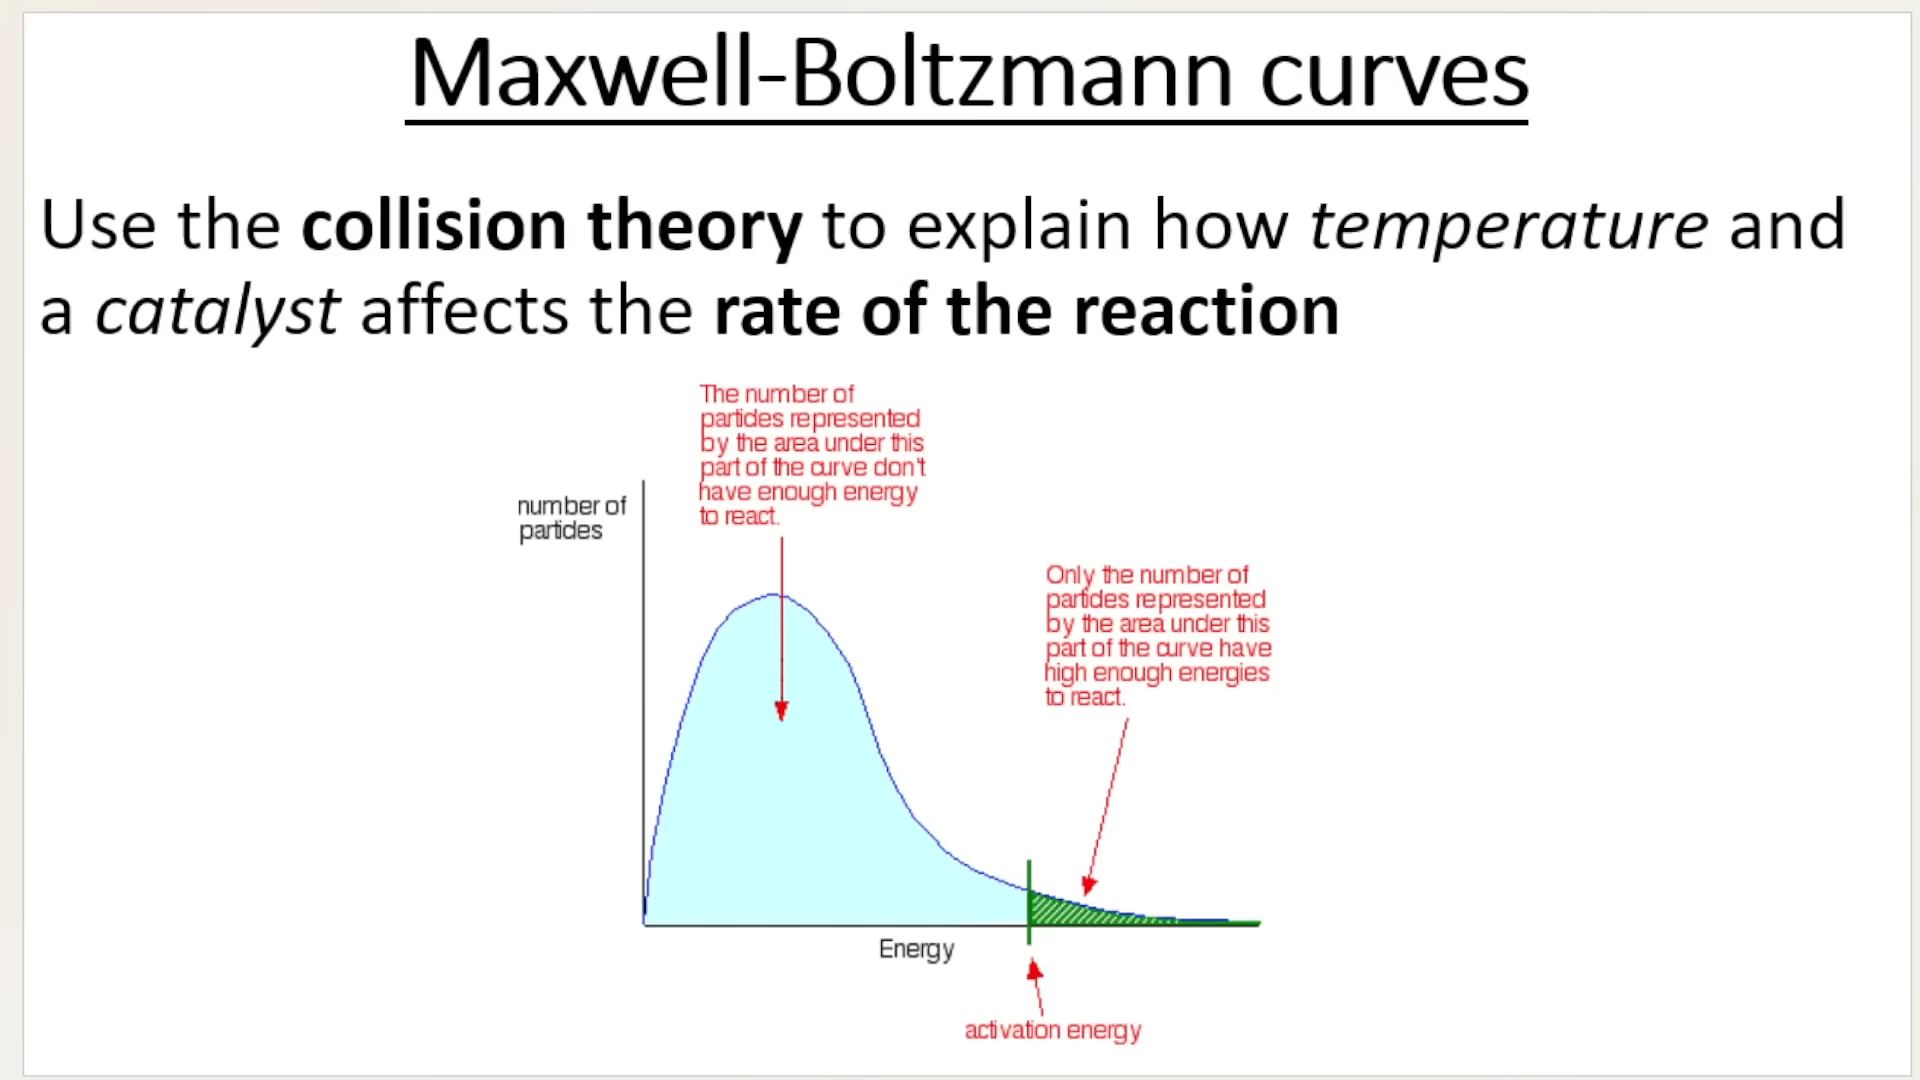 Maxwell-Boltzmann curves
Use the collision theory to explain how temperature and
a catalyst affects the rate of the reaction
The number of
particles represented
by the area under this
part of the curve don't
have enough energy
to react.
number of
particles
Only the number of
particles represented
by the area under this
part of the curve have
high enough energies
to react.
Energy
activation energy